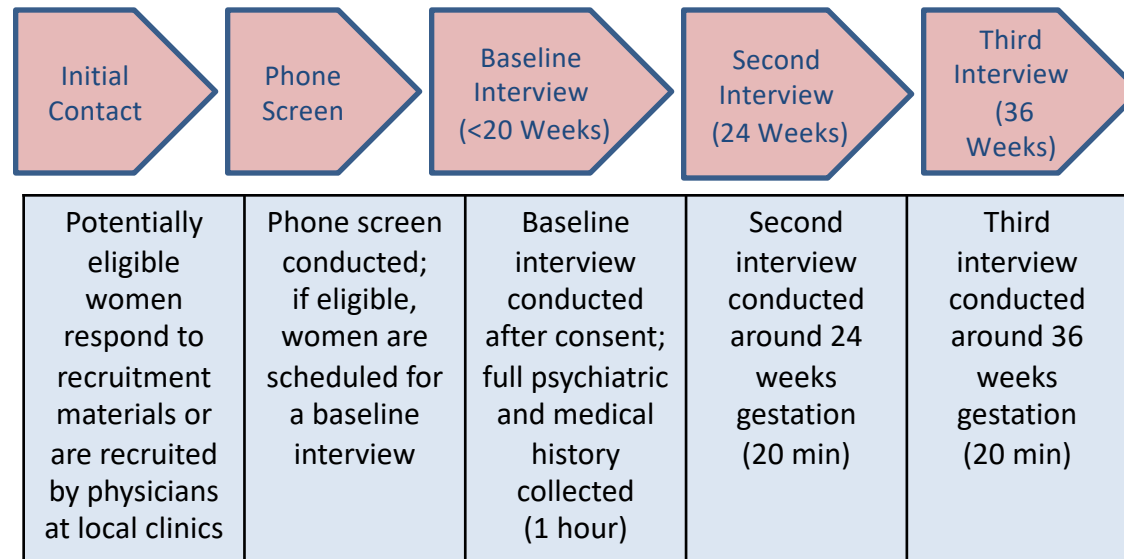 Initial
Contact
Phone
Screen
Baseline
Interview
(<20 Weeks)
Second
Interview
(24 Weeks)
Third
Interview
(36
Weeks)
Potentially
eligible
women
respond to
recruitment
materials or
are recruited
by physicians
at local clinics
Phone screen
conducted;
if eligible,
women are
scheduled for
a baseline
interview
Baseline
interview
conducted
after consent;
full psychiatric
and medical
history
collected
(1 hour)
Second
interview
conducted
around 24
weeks
gestation
(20 min)
Third
interview
conducted
around 36
weeks
gestation
(20 min)